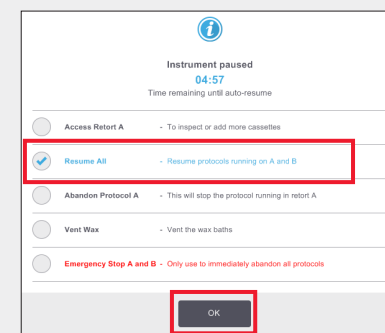 i
Instrument paused
04:57
Time remaining until auto-resume
Access Retort A - To inspect or add more cassettes
Resume All - Resume protocols running on A and B
Abandon Protocol A - This will stop the protocol running in retort A
Vent Wax - Vent the wax baths
Emergency Stop A and B - Only use to immediately abandon all protocols
OK